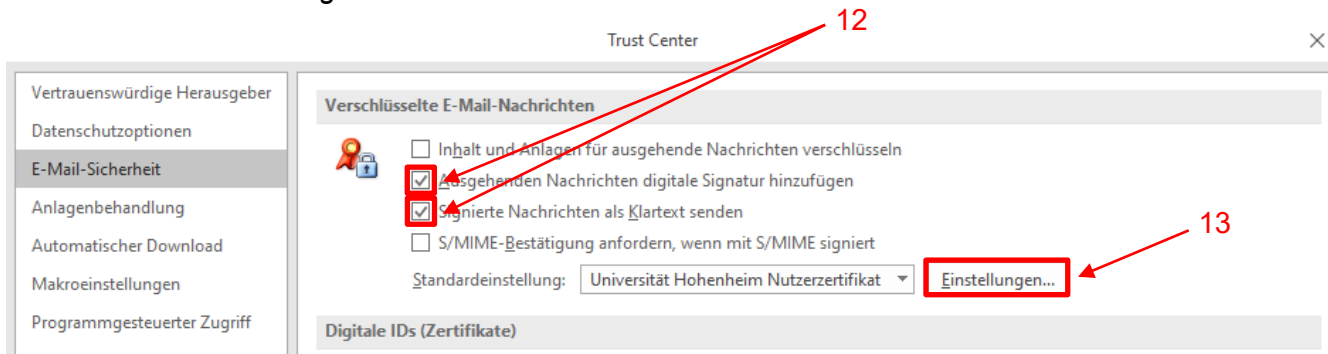 12
Trust Center
Vertrauenswürdige Herausgeber
Datenschutzoptionen
E-Mail-Sicherheit
Anlagenbehandlung
Automatischer Download
Makroeinstellungen
Programmgesteuerter Zugriff
Verschlüsselte E-Mail-Nachrichten
Inhalt und Anlagen für ausgehende Nachrichten verschlüsseln
Ausgehenden Nachrichten digitale Signatur hinzufügen
Signierte Nachrichten als Klartext senden
S/MIME-Bestätigung anfordern, wenn mit S/MIME signiert
13
Standardeinstellung: Universität Hohenheim Nutzerzertifikat Einstellungen...
Digitale IDs (Zertifikate)